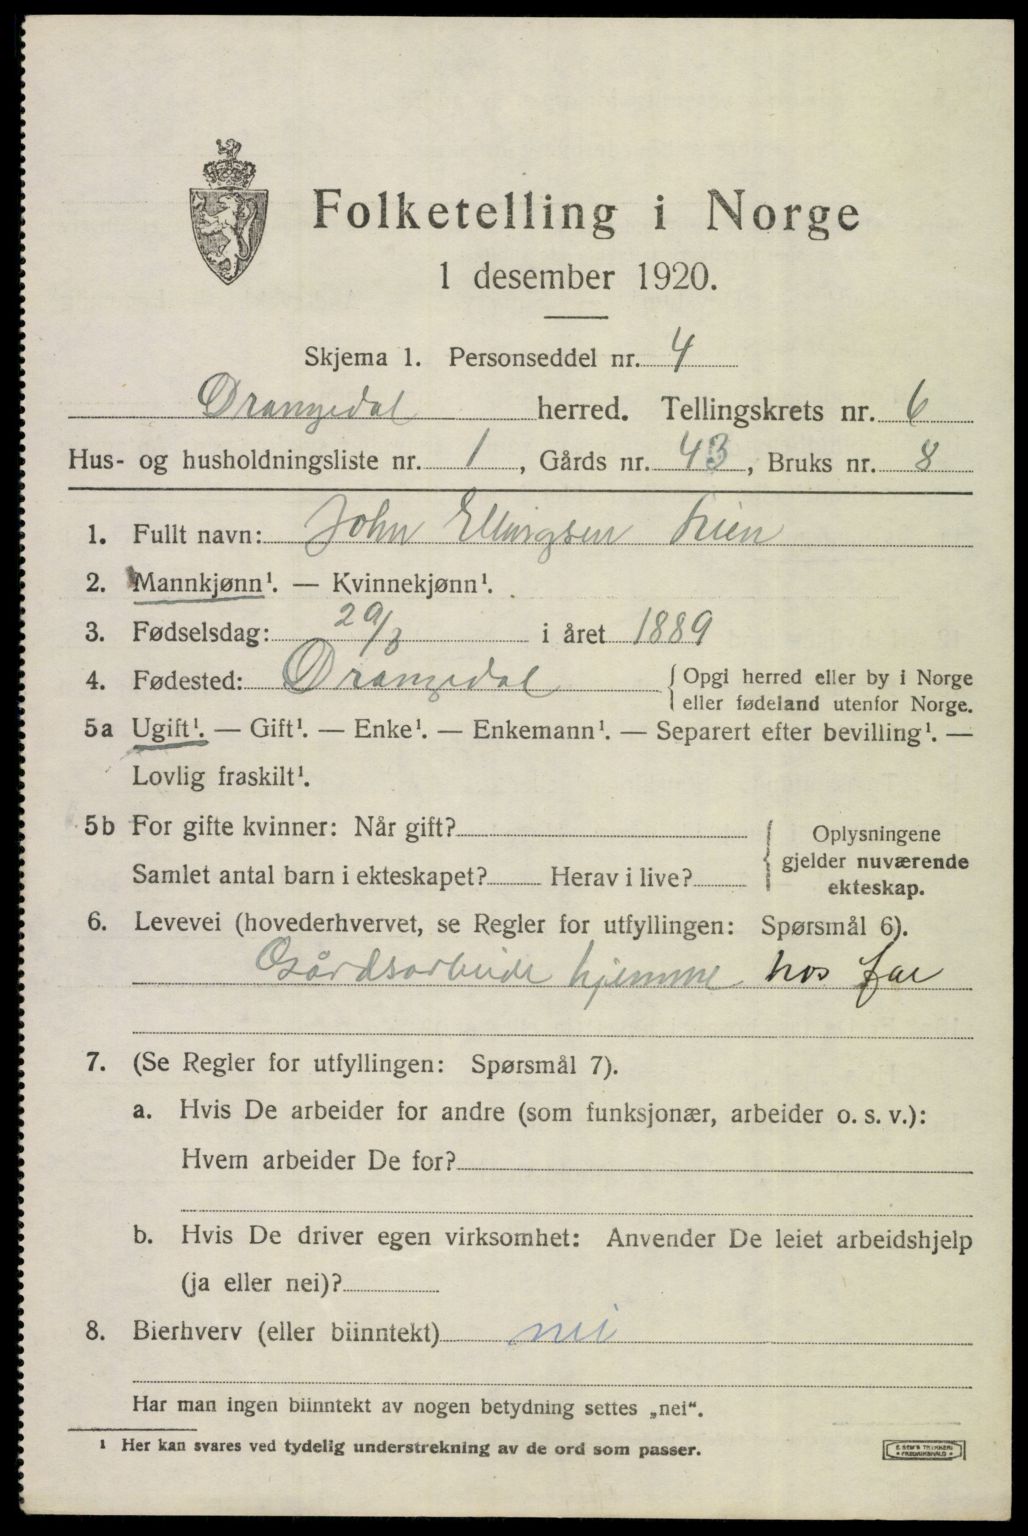 Folketelling i Norge
1 desember 1920.
Skjema 1. Personseddel nr. 4
Drangedal herred. Tellingskrets nr. 6
Hus- og husholdningsliste nr. 1, Gårds nr. 43, Bruks nr. 8
1. Fullt navn: John Ellingsen Lien
2. Mannkjønn¹. — Kvinnekjønn¹.
3. Fødselsdag: 29/3 i året 1889
4. Fødested: Drangedal {Opgi herred eller by i Norge
eller fødeland utenfor Norge.
5a Ugift¹. — Gift¹. — Enke¹. — Enkemann¹. — Separert efter bevilling¹. —
Lovlig fraskilt¹.
5b For gifte kvinner: Når gift?
Samlet antal barn i ekteskapet? Herav i live?
Oplysningene
gjelder nuværende
ekteskap.
6. Levevei (hovederhvervet, se Regler for utfyllingen: Spørsmål 6).
Gårdsarbeide hjemme hos far
7. (Se Regler for utfyllingen: Spørsmål 7).
a. Hvis De arbeider for andre (som funksjonær, arbeider o. s. v.):
Hvem arbeider De for?
b. Hvis De driver egen virksomhet: Anvender De leiet arbeidshjelp
(ja eller nei)?
8. Bierhverv (eller biinntekt) nei
Har man ingen biinntekt av nogen betydning settes „nei“.
¹ Her kan svares ved tydelig understrekning av de ord som passer.